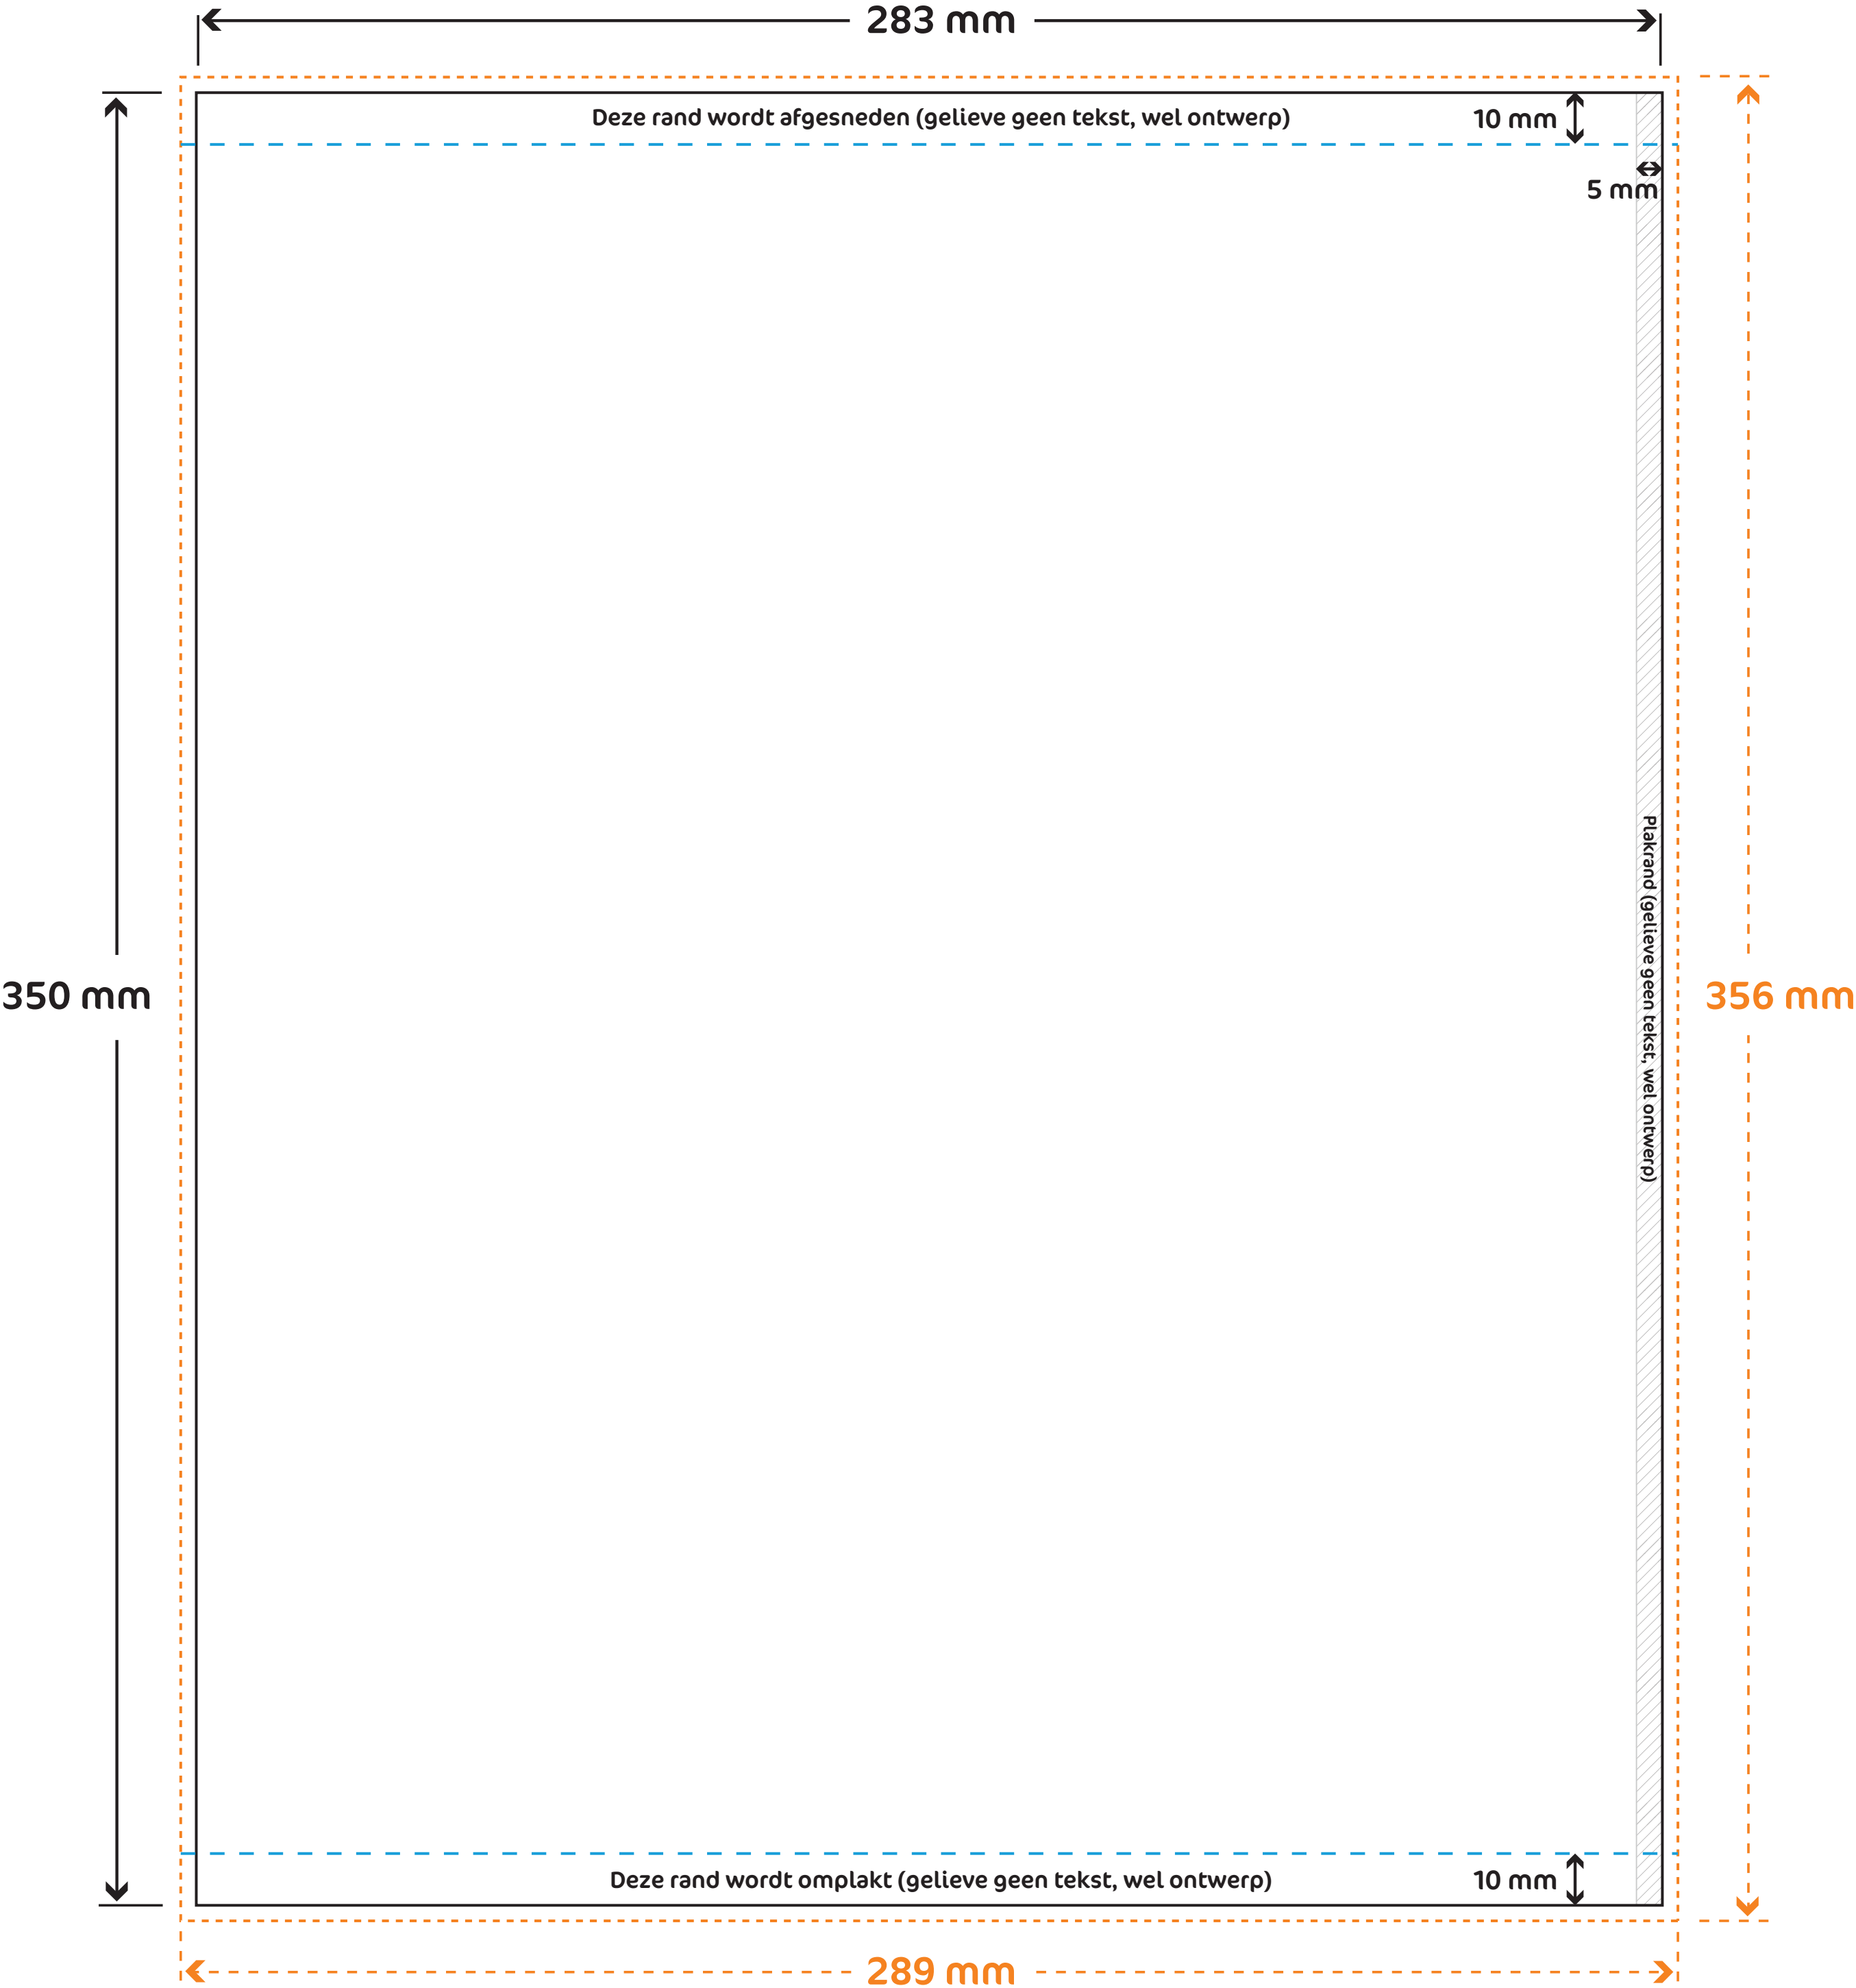 283 mm
Deze rand wordt afgesneden (gelieve geen tekst, wel ontwerp)
10 mm
5 mm
Plakrand (gelieve geen tekst, wel ontwerp)
350 mm
356 mm
Deze rand wordt omplakt (gelieve geen tekst, wel ontwerp)
10 mm
289 mm